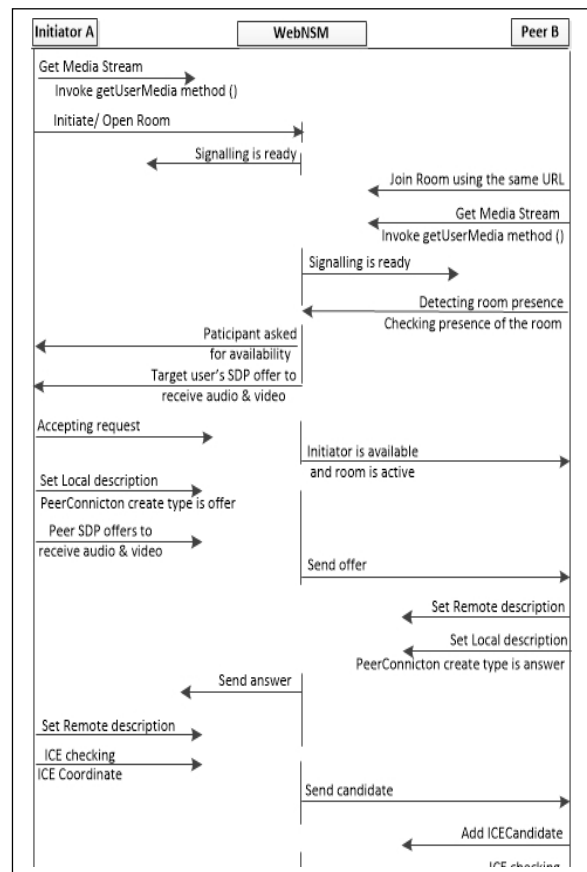 Initiator A
WebNSM
Peer B
Get Media Stream
Invoke getUserMedia method ()
Initiate/ Open Room
Signalling is ready
Join Room using the same URL
Get Media Stream
Invoke getUserMedia method ()
Signalling is ready
Detecting room presence
Checking presence of the room
Paticipant asked
for availability
Target user's SDP offer to
receive audio & video
Accepting request
Initiator is available
and room is active
Set Local description
PeerConnicton create type is offer
Peer SDP offers to
receive audio & video
Send offer
Set Remote description
Set Local description
PeerConnicton create type is answer
Send answer
Set Remote description
ICE checking
ICE Coordinate
Send candidate
Add ICECandidate
ICE checking